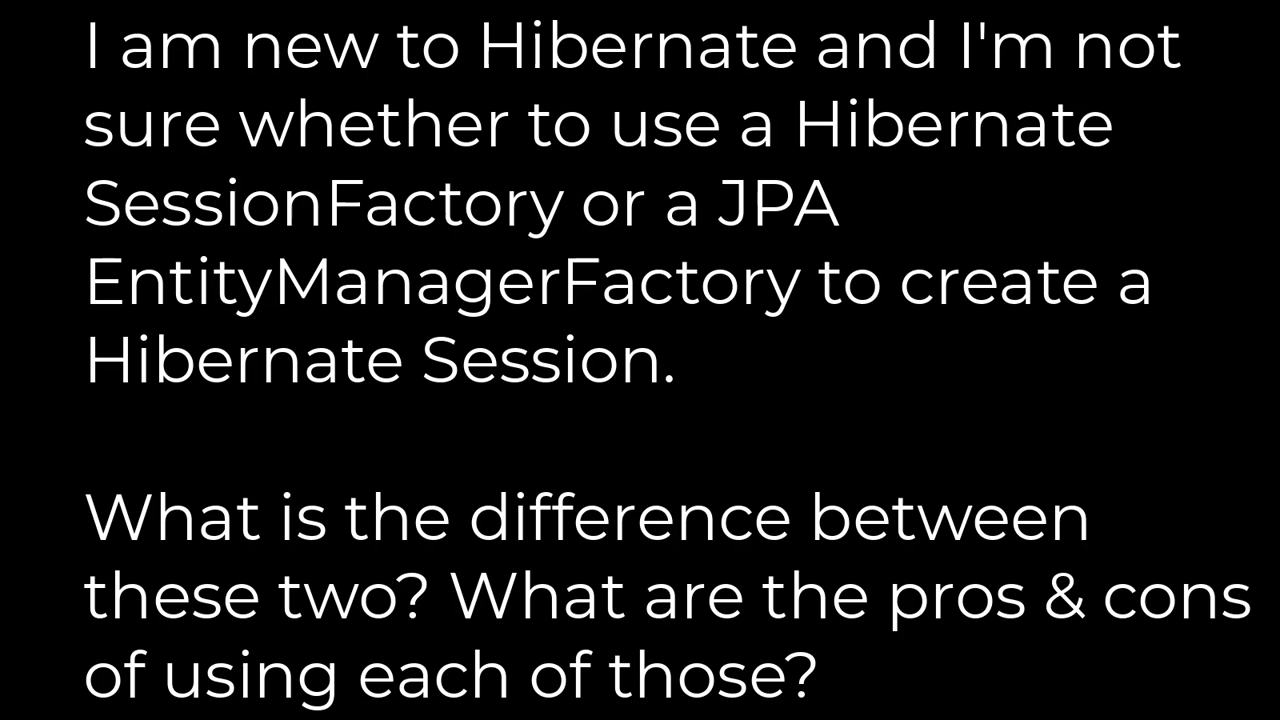 I am new to Hibernate and I'm not
sure whether to use a Hibernate
SessionFactory or a JPA
EntityManagerFactory to create a
Hibernate Session.
What is the difference between
these two? What are the pros & cons
of using each of those?